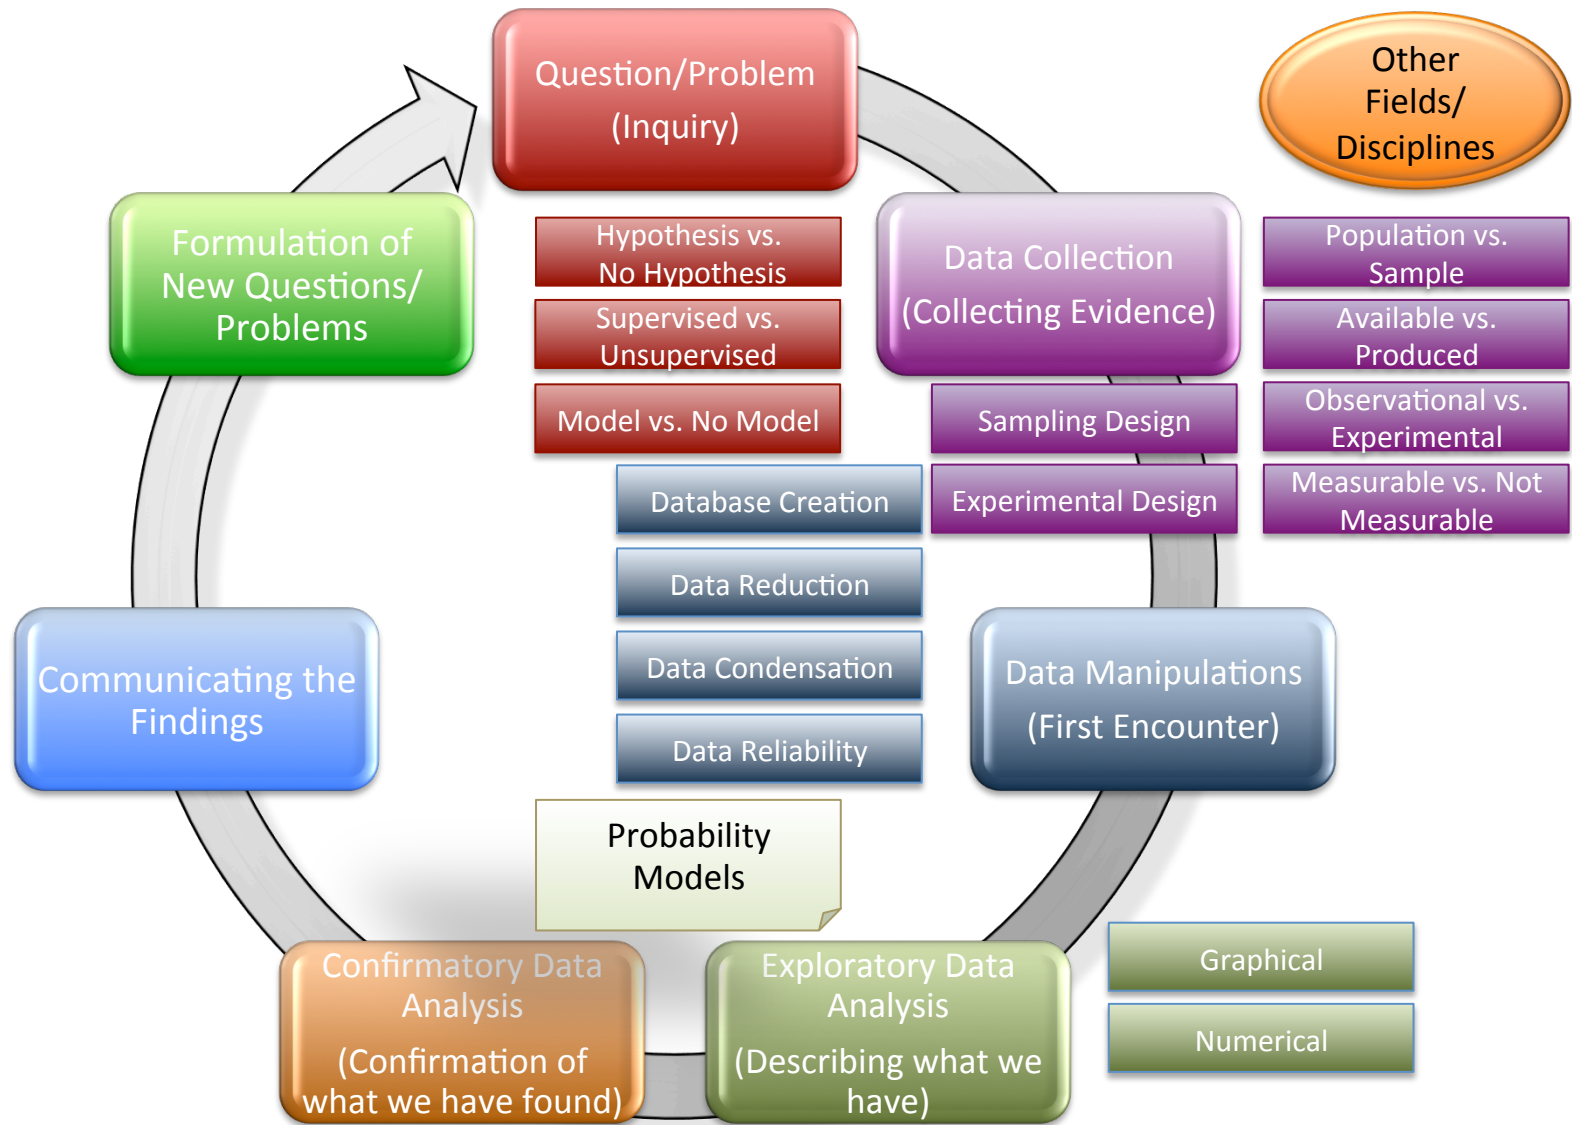 Question/Problem
(Inquiry)
Other
Fields/
Disciplines
Formulation of
New Questions/
Problems
Hypothesis vs.
No Hypothesis
Supervised vs.
Unsupervised
Model vs. No Model
Data Collection
(Collecting Evidence)
Population vs.
Sample
Available vs.
Produced
Observational vs.
Experimental
Measurable vs. Not
Measurable
Sampling Design
Experimental Design
Database Creation
Data Reduction
Data Condensation
Data Reliability
Communicating the
Findings
Data Manipulations
(First Encounter)
Probability
Models
Confirmatory Data
Analysis
(Confirmation of
what we have found)
Exploratory Data
Analysis
(Describing what we
have)
Graphical
Numerical